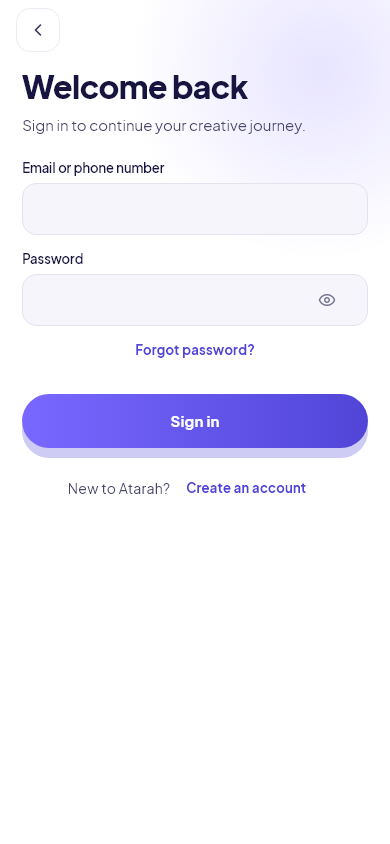 Welcome back
Sign in to continue your creative journey.
Email or phone number
Password
Forgot password?
Sign in
New to Atarah? Create an account